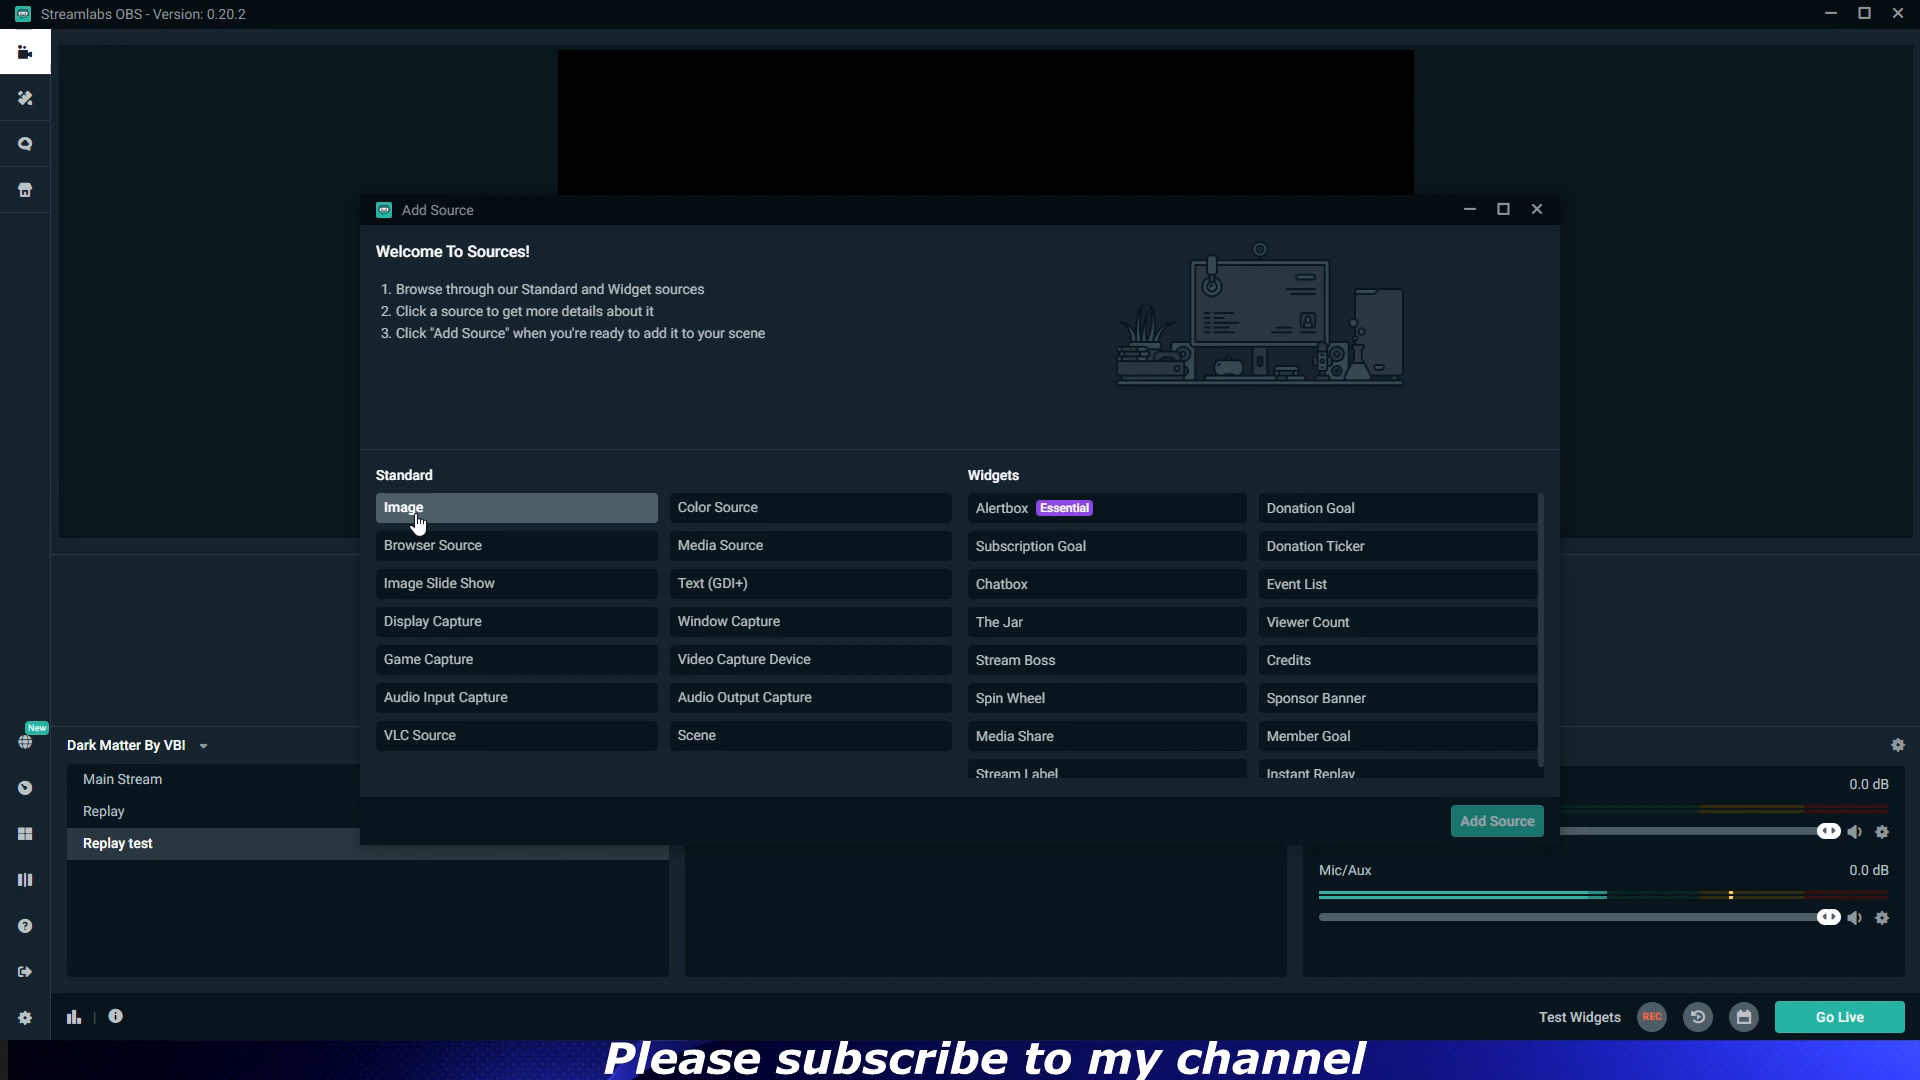 Streamlabs OBS - Version: 0.20.2
Add Source
Welcome To Sources!
1. Browse through our Standard and Widget sources
2. Click a source to get more details about it
3. Click "Add Source" when you're ready to add it to your scene
Standard
Widgets
Image
Color Source
Alertbox Essential
Donation Goal
Browser Source
Media Source
Subscription Goal
Donation Ticker
Image Slide Show
Text (GDI+)
Chatbox
Event List
Display Capture
Window Capture
The Jar
Viewer Count
Game Capture
Video Capture Device
Stream Boss
Credits
Audio Input Capture
Audio Output Capture
Spin Wheel
Sponsor Banner
VLC Source
Scene
Media Share
Member Goal
Stream Label
Instant Replay
Add Source
New
Dark Matter By VBI
Main Stream
Replay
Replay test
0.0 dB
Mic/Aux
0.0 dB
Test Widgets
REC
Go Live
Please subscribe to my channel